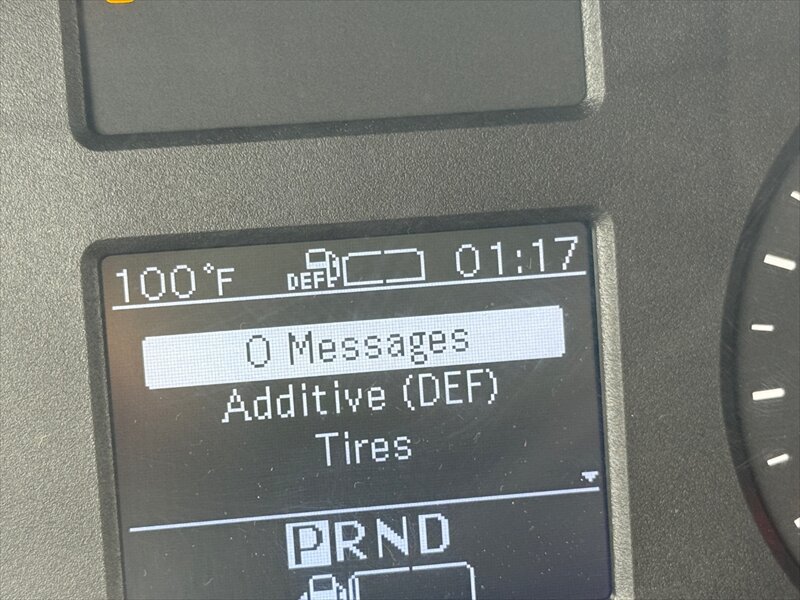 100°F DEF 01:17
0 Messages
Additive (DEF)
Tires
PRND